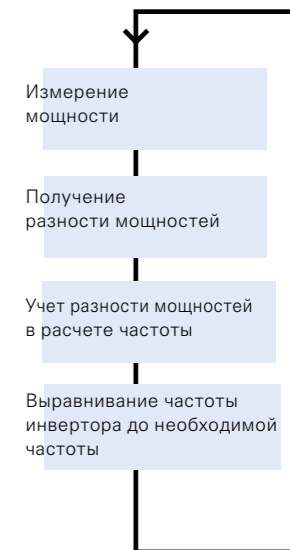 Измерение
мощности
Получение
разности мощностей
Учет разности мощностей
в расчете частоты
Выравнивание частоты
инвертора до необходимой
частоты